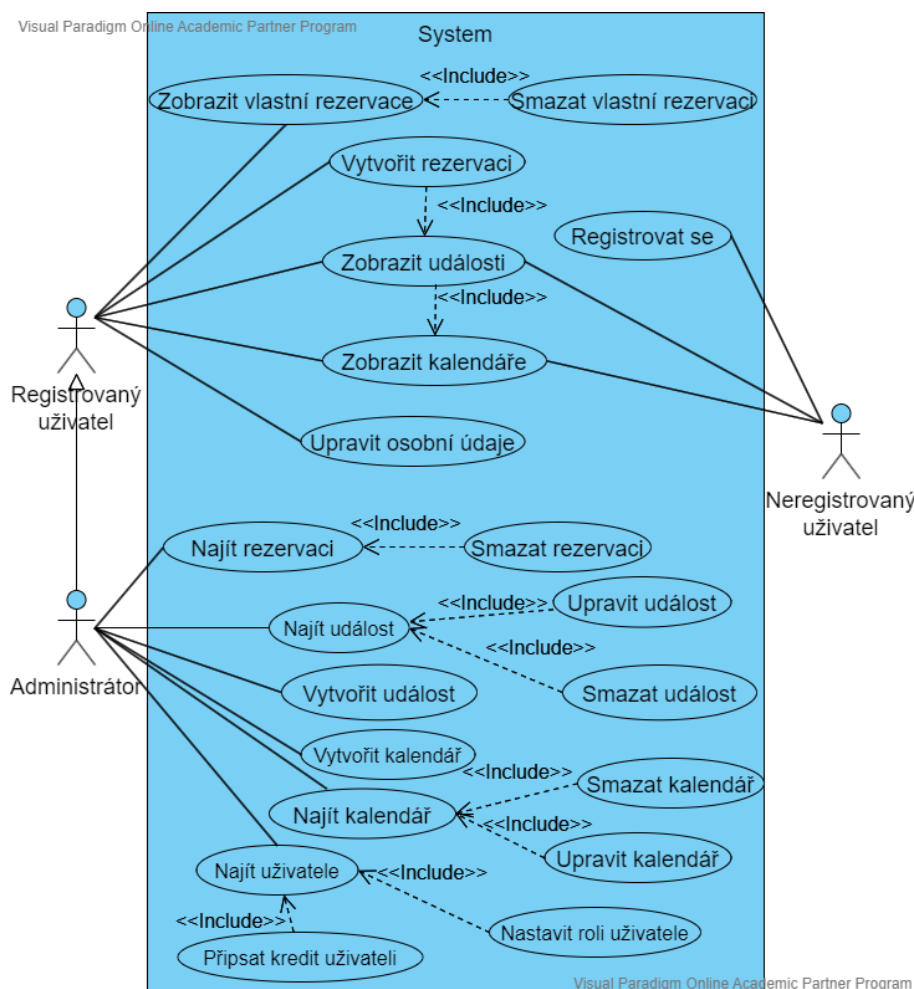 Visual Paradigm Online Academic Partner Program
System
<<Include>>
Zobrazit vlastní rezervace
Smazat vlastní rezervaci
Vytvořit rezervaci
<<Include>>
Registrovat se
Zobrazit události
<<Include>>
Zobrazit kalendáře
Registrovaný
uživatel
Upravit osobní údaje
Neregistrovaný
uživatel
<<Include>>
Najít rezervaci
Smazat rezervaci
<<Include>>
Upravit událost
Najít událost
<<Include>>
Administrátor
Vytvořit událost
Smazat událost
Vytvořit kalendář
<<Include>>
Smazat kalendář
Najít kalendář
<<Include>>
Upravit kalendář
Najít uživatele
<<Include>>
<<Include>>
Nastavit roli uživatele
Připsat kredit uživateli
Visual Paradigm Online Academic Partner Program